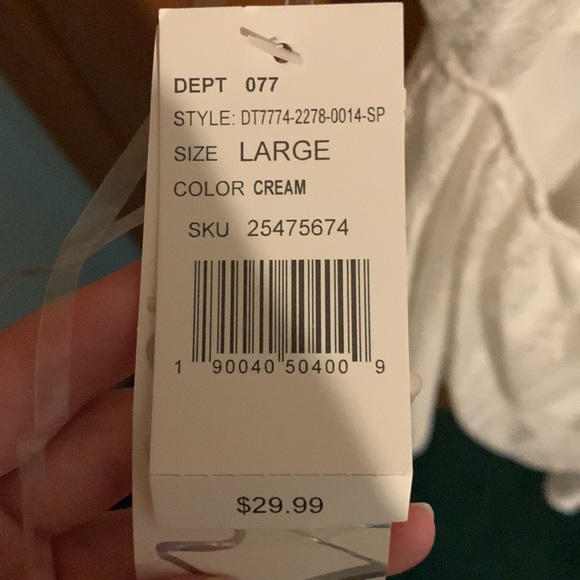 DEPT 077
STYLE: DT7774-2278-0014-SP
SIZE LARGE
COLOR CREAM
SKU 25475674
1 90040 50400 9
$29.99